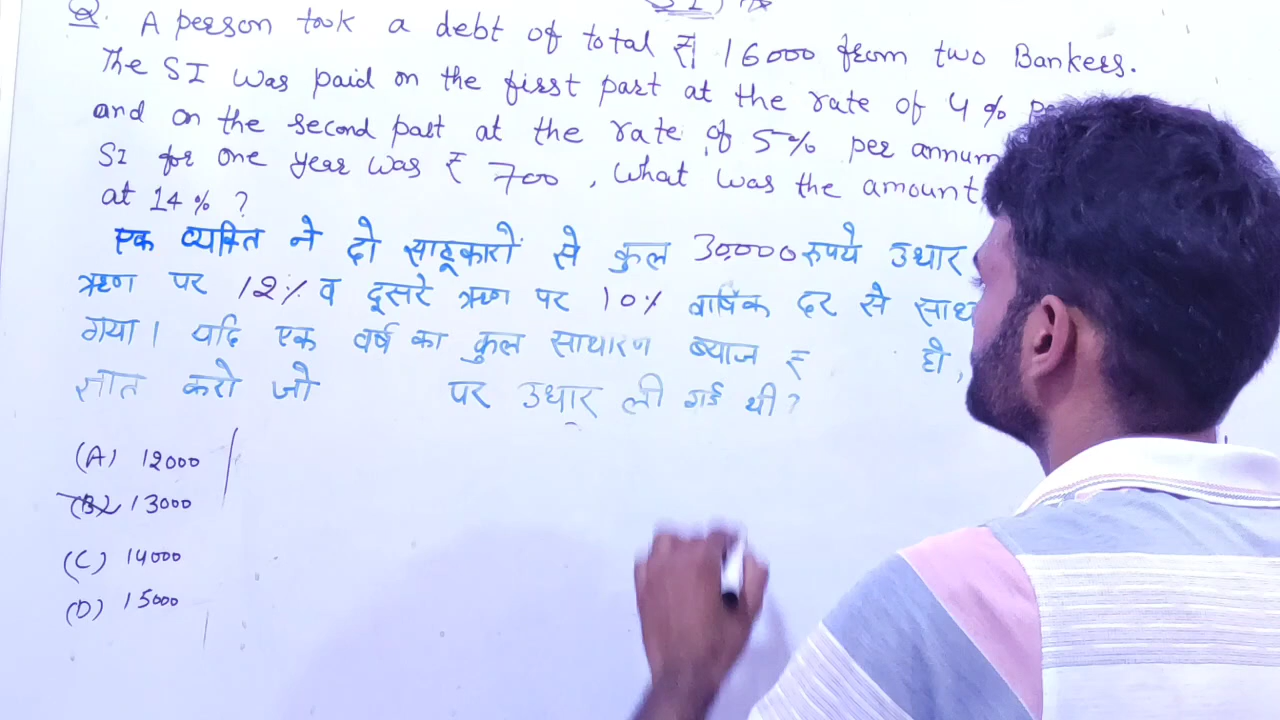 Q. A person took a debt of total ₹ 16000 from two Bankers.
The SI was paid on the first part at the rate of 4%
and on the second part at the rate of 5% per annum
SI for one year was ₹ 700, What was the amount
at 14% ?
एक व्यक्ति ने दो साहूकारों से कुल 30,000 रुपये उधार
ऋण पर 12% व दूसरे ऋण पर 10% वार्षिक दर से
गया। यदि एक वर्ष का कुल साधारण ब्याज ₹ हो,
ज्ञात करो जो पर उधार ली गई थी?
(A) 12000
(B) 13000
(C) 14000
(D) 15000